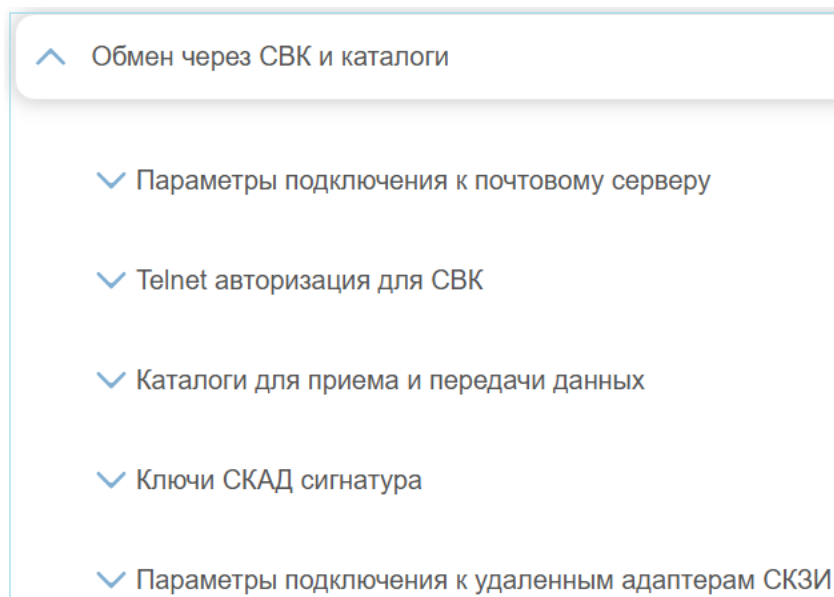 Обмен через СВК и каталоги
Параметры подключения к почтовому серверу
Telnet авторизация для СВК
Каталоги для приема и передачи данных
Ключи СКАД сигнатура
Параметры подключения к удаленным адаптерам СКЗИ